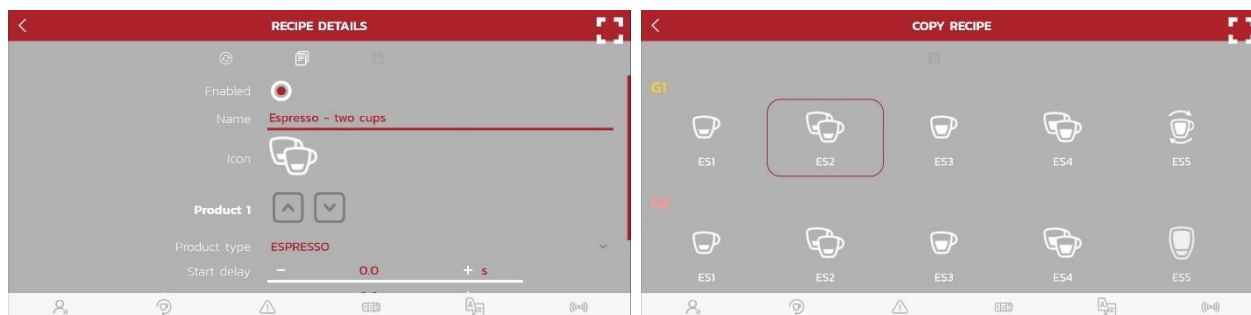 RECIPE DETAILS
Enabled
Name Espresso - two cups
Icon
Product 1
Product type ESPRESSO
Start delay - 0.0 + s
COPY RECIPE
G1
ES1 ES2 ES3 ES4 ES5
G2
ES1 ES2 ES3 ES4 ES5